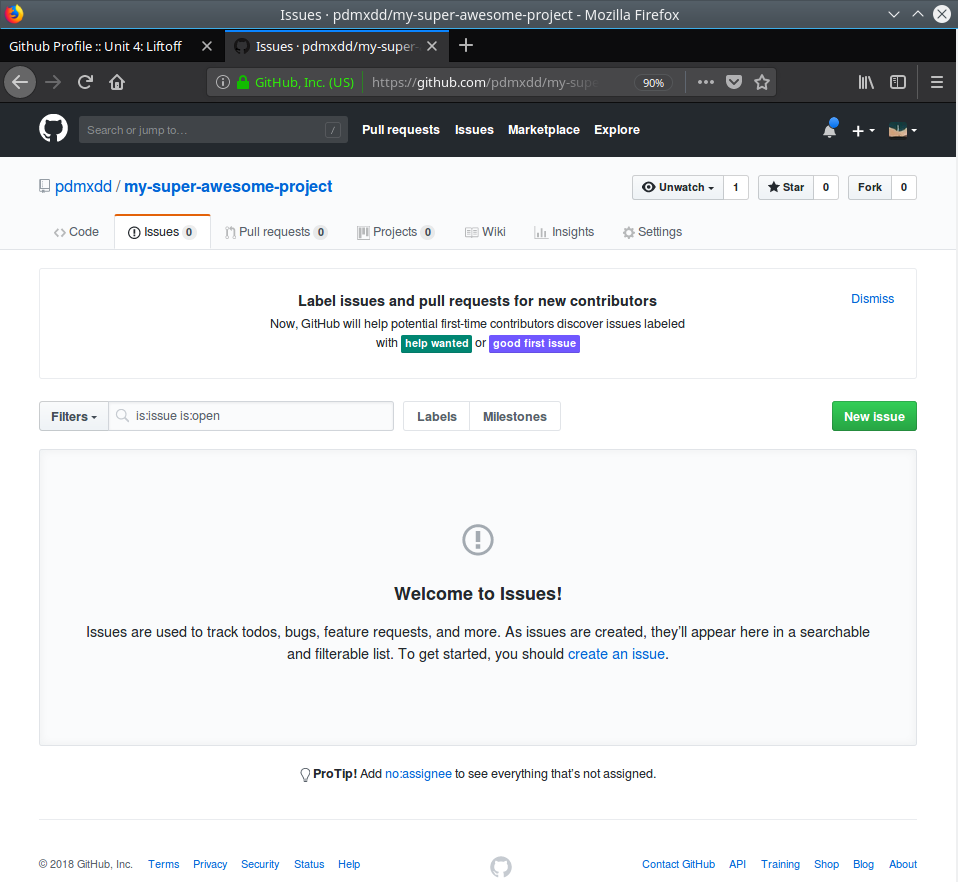 Issues · pdmxdd/my-super-awesome-project - Mozilla Firefox
Github Profile :: Unit 4: Liftoff
Issues · pdmxdd/my-super-
GitHub, Inc. (US)
https://github.com/pdmxdd/my-supe
90%
Search or jump to…
/
Pull requests
Issues
Marketplace
Explore
pdmxdd / my-super-awesome-project
Unwatch
1
Star
0
Fork
0
Code
Issues 0
Pull requests 0
Projects 0
Wiki
Insights
Settings
Label issues and pull requests for new contributors
Dismiss
Now, GitHub will help potential first-time contributors discover issues labeled
with help wanted or good first issue
Filters
is:issue is:open
Labels
Milestones
New issue
Welcome to Issues!
Issues are used to track todos, bugs, feature requests, and more. As issues are created, they’ll appear here in a searchable
and filterable list. To get started, you should create an issue.
ProTip! Add no:assignee to see everything that’s not assigned.
© 2018 GitHub, Inc.
Terms
Privacy
Security
Status
Help
Contact GitHub
API
Training
Shop
Blog
About